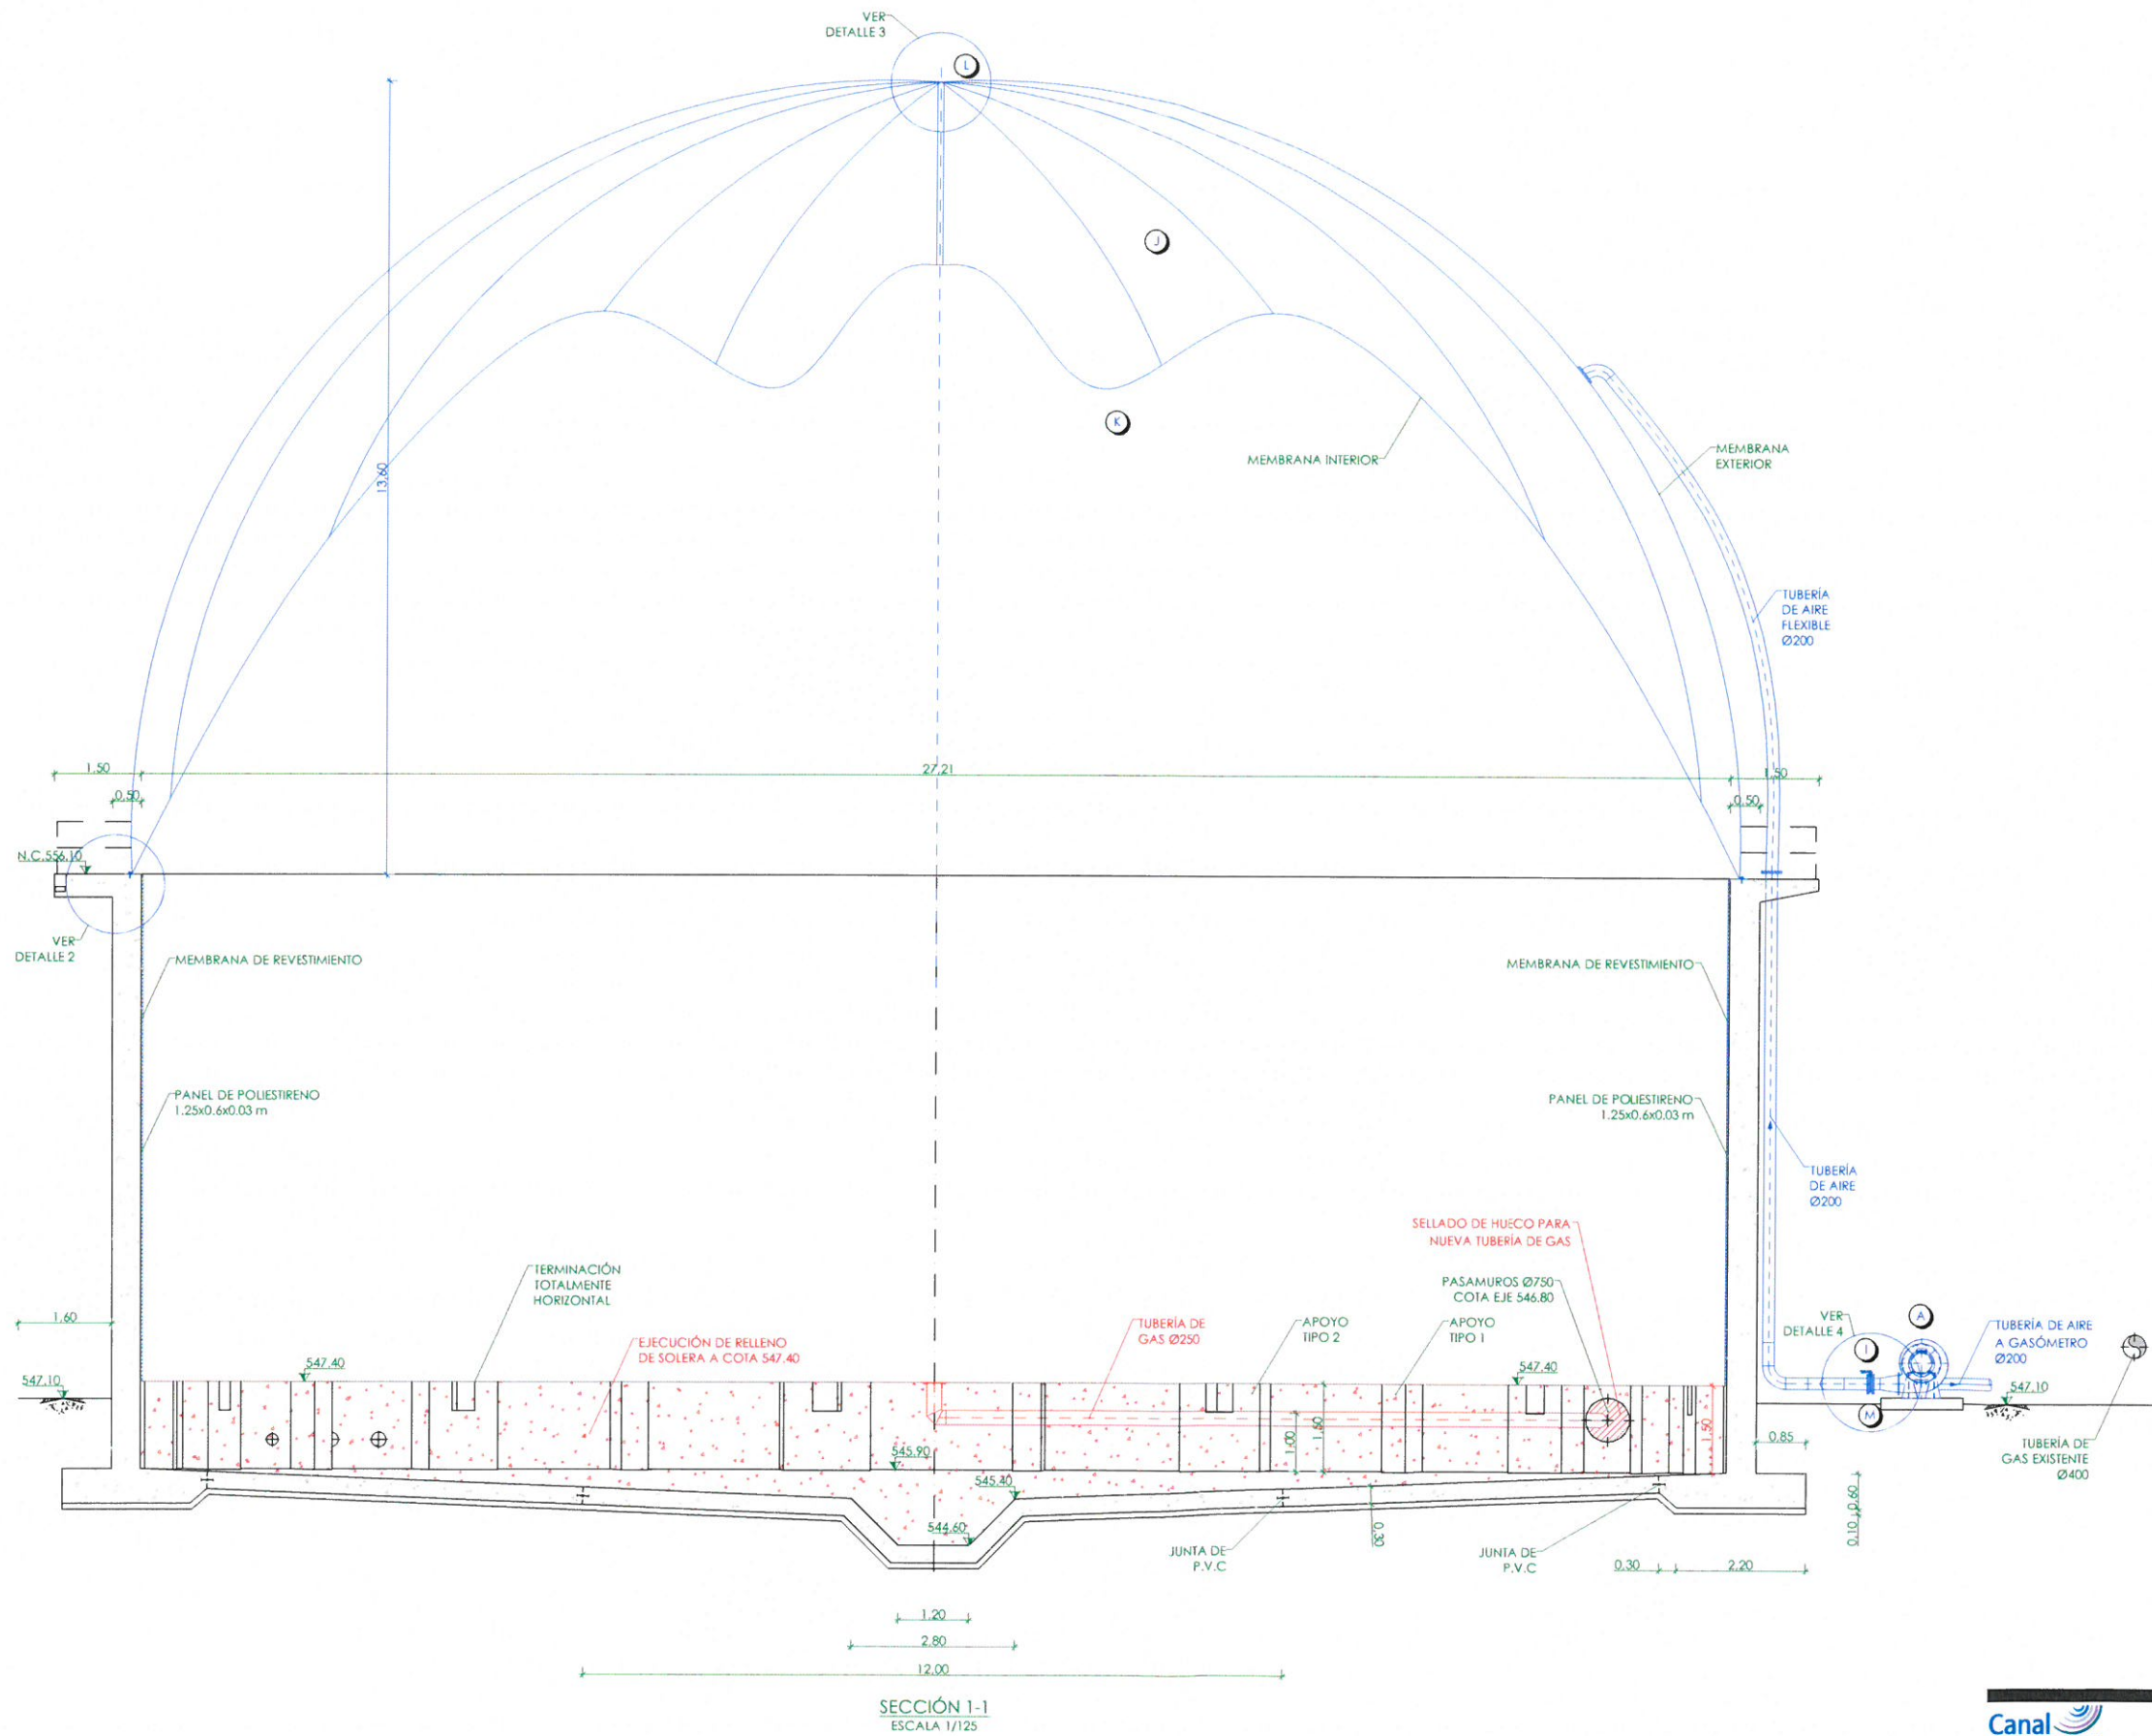 VER
DETALLE 3
L
J
K
13,60
MEMBRANA INTERIOR
MEMBRANA
EXTERIOR
TUBERÍA
DE AIRE
FLEXIBLE
Ø200
1.50
27,21
1.50
0.50
0.50
N.C.556.10
VER
DETALLE 2
MEMBRANA DE REVESTIMIENTO
MEMBRANA DE REVESTIMIENTO
PANEL DE POLIESTIRENO
1.25x0.6x0.03 m
PANEL DE POLIESTIRENO
1.25x0.6x0.03 m
TUBERÍA
DE AIRE
Ø200
SELLADO DE HUECO PARA
NUEVA TUBERÍA DE GAS
TERMINACIÓN
TOTALMENTE
HORIZONTAL
PASAMUROS Ø750
COTA EJE 546.80
1.60
EJECUCIÓN DE RELLENO
DE SOLERA A COTA 547.40
TUBERÍA DE
GAS Ø250
APOYO
TIPO 2
APOYO
TIPO 1
VER
DETALLE 4
A
I
M
TUBERÍA DE AIRE
A GASÓMETRO
Ø200
547.10
547.40
547.40
547.10
545.90
1.00
1.50
0.85
TUBERÍA DE
GAS EXISTENTE
Ø400
545.40
544.60
0.30
0.10
0.60
JUNTA DE
P.V.C
JUNTA DE
P.V.C
0.30
2.20
1.20
2.80
12.00
SECCIÓN 1-1
ESCALA 1/125
Canal